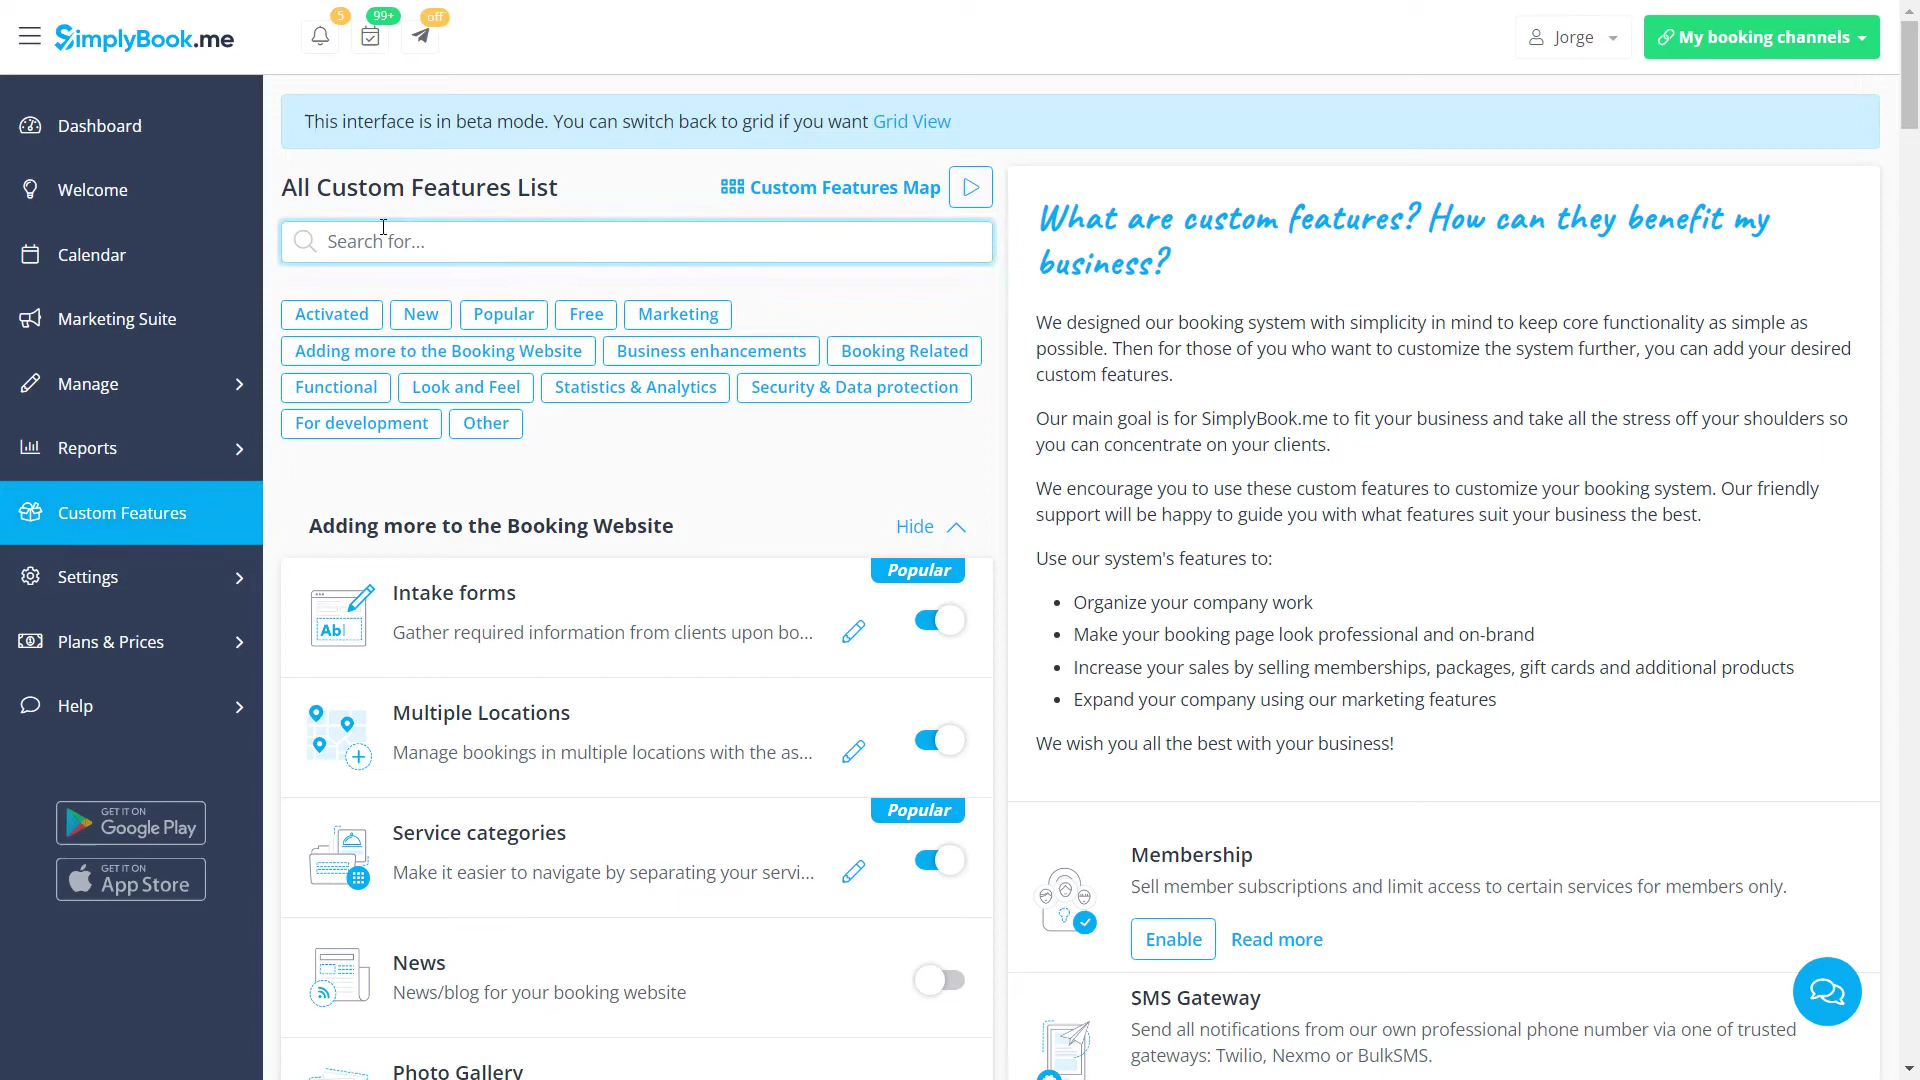 SimplyBook.me
5
99+
off
Jorge
My booking channels
Dashboard
Welcome
Calendar
Marketing Suite
Manage
Reports
Custom Features
Settings
Plans & Prices
Help
GET IT ON
Google Play
GET IT ON
App Store
This interface is in beta mode. You can switch back to grid if you want Grid View
All Custom Features List
Custom Features Map
Search for...
Activated
New
Popular
Free
Marketing
Adding more to the Booking Website
Business enhancements
Booking Related
Functional
Look and Feel
Statistics & Analytics
Security & Data protection
For development
Other
Adding more to the Booking Website
Hide
Popular
Intake forms
Abl
Gather required information from clients upon bo...
Multiple Locations
Manage bookings in multiple locations with the as...
Popular
Service categories
Make it easier to navigate by separating your servi...
News
News/blog for your booking website
Photo Gallery
What are custom features? How can they benefit my
business?
We designed our booking system with simplicity in mind to keep core functionality as simple as
possible. Then for those of you who want to customize the system further, you can add your desired
custom features.
Our main goal is for SimplyBook.me to fit your business and take all the stress off your shoulders so
you can concentrate on your clients.
We encourage you to use these custom features to customize your booking system. Our friendly
support will be happy to guide you with what features suit your business the best.
Use our system's features to:
Organize your company work
Make your booking page look professional and on-brand
Increase your sales by selling memberships, packages, gift cards and additional products
Expand your company using our marketing features
We wish you all the best with your business!
Membership
Sell member subscriptions and limit access to certain services for members only.
Enable
Read more
SMS Gateway
Send all notifications from our own professional phone number via one of trusted
gateways: Twilio, Nexmo or BulkSMS.